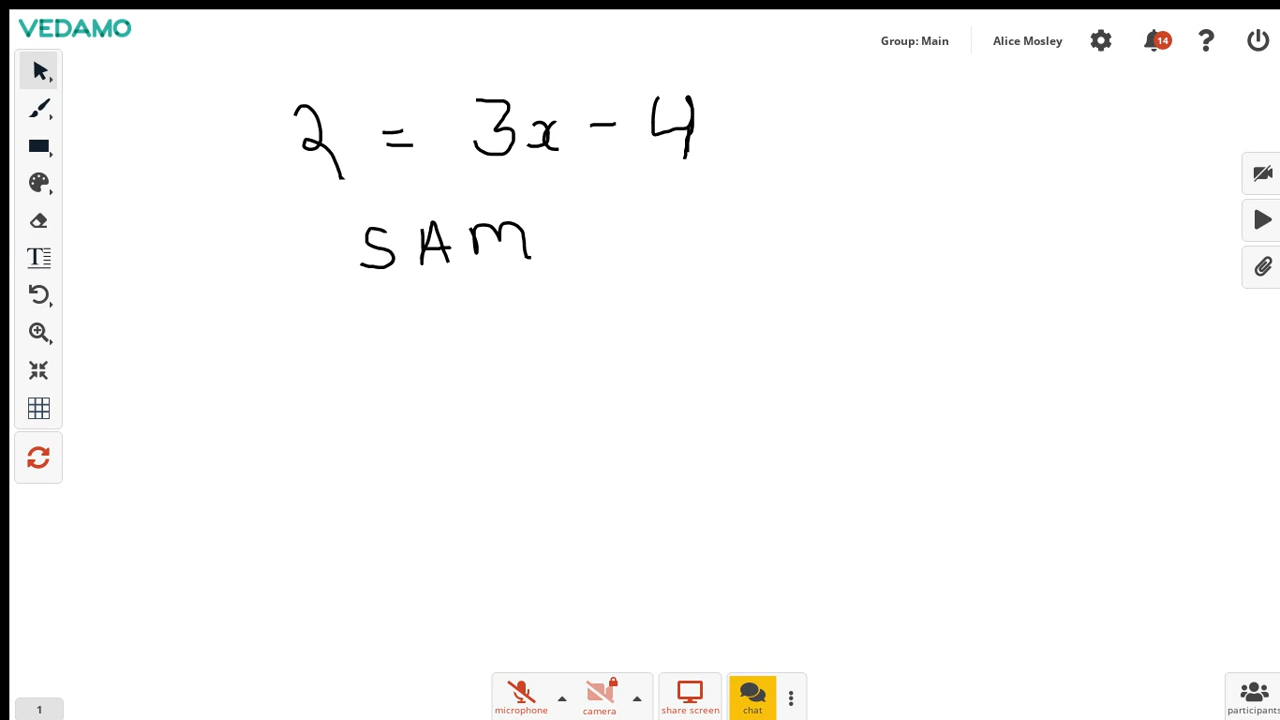 VEDAMO
Group: Main
Alice Mosley
14
2 = 3x - 4
SAM
1
microphone
camera
share screen
chat
participants